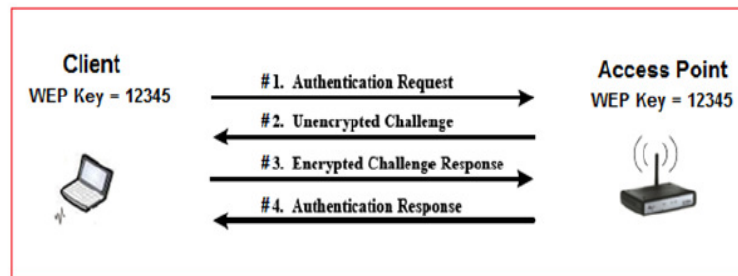 Client
WEP Key = 12345
Access Point
WEP Key = 12345
#1. Authentication Request
#2. Unencrypted Challenge
#3. Encrypted Challenge Response
#4. Authentication Response